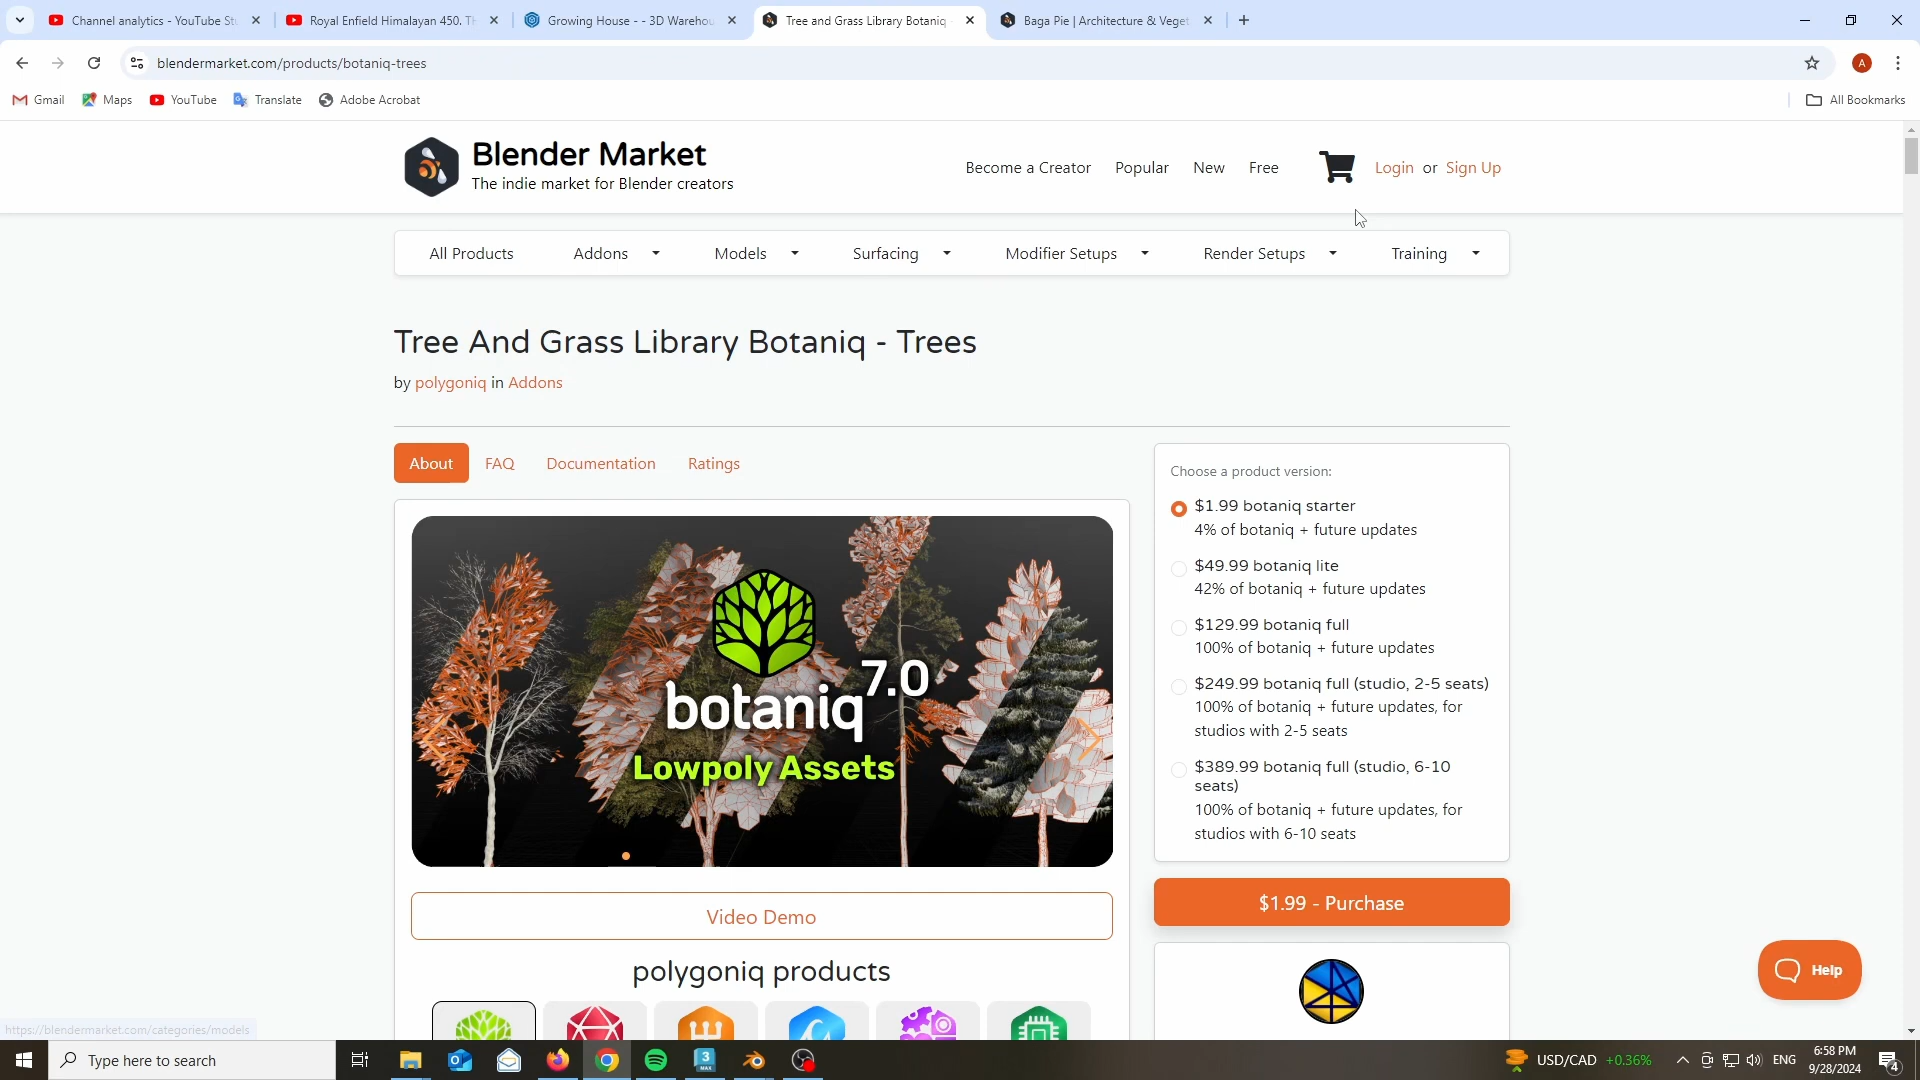 Channel analytics - YouTube St
Royal Enfield Himalayan 450. Th
Growing House - - 3D Warehou
Tree and Grass Library Botaniq -
Baga Pie | Architecture & Veget
blendermarket.com/products/botaniq-trees
A
Gmail
Maps
YouTube
Translate
Adobe Acrobat
All Bookmarks
Blender Market
The indie market for Blender creators
Become a Creator
Popular
New
Free
Login or Sign Up
All Products
Addons
Models
Surfacing
Modifier Setups
Render Setups
Training
Tree And Grass Library Botaniq - Trees
by polygoniq in Addons
About
FAQ
Documentation
Ratings
botaniq 7.0
Lowpoly Assets
Video Demo
polygoniq products
Choose a product version:
$1.99 botaniq starter
4% of botaniq + future updates
$49.99 botaniq lite
42% of botaniq + future updates
$129.99 botaniq full
100% of botaniq + future updates
$249.99 botaniq full (studio, 2-5 seats)
100% of botaniq + future updates, for
studios with 2-5 seats
$389.99 botaniq full (studio, 6-10
seats)
100% of botaniq + future updates, for
studios with 6-10 seats
$1.99 - Purchase
Help
https://blendermarket.com/categories/models
Type here to search
3
MAX
USD/CAD +0.36%
ENG
6:58 PM
9/28/2024
4